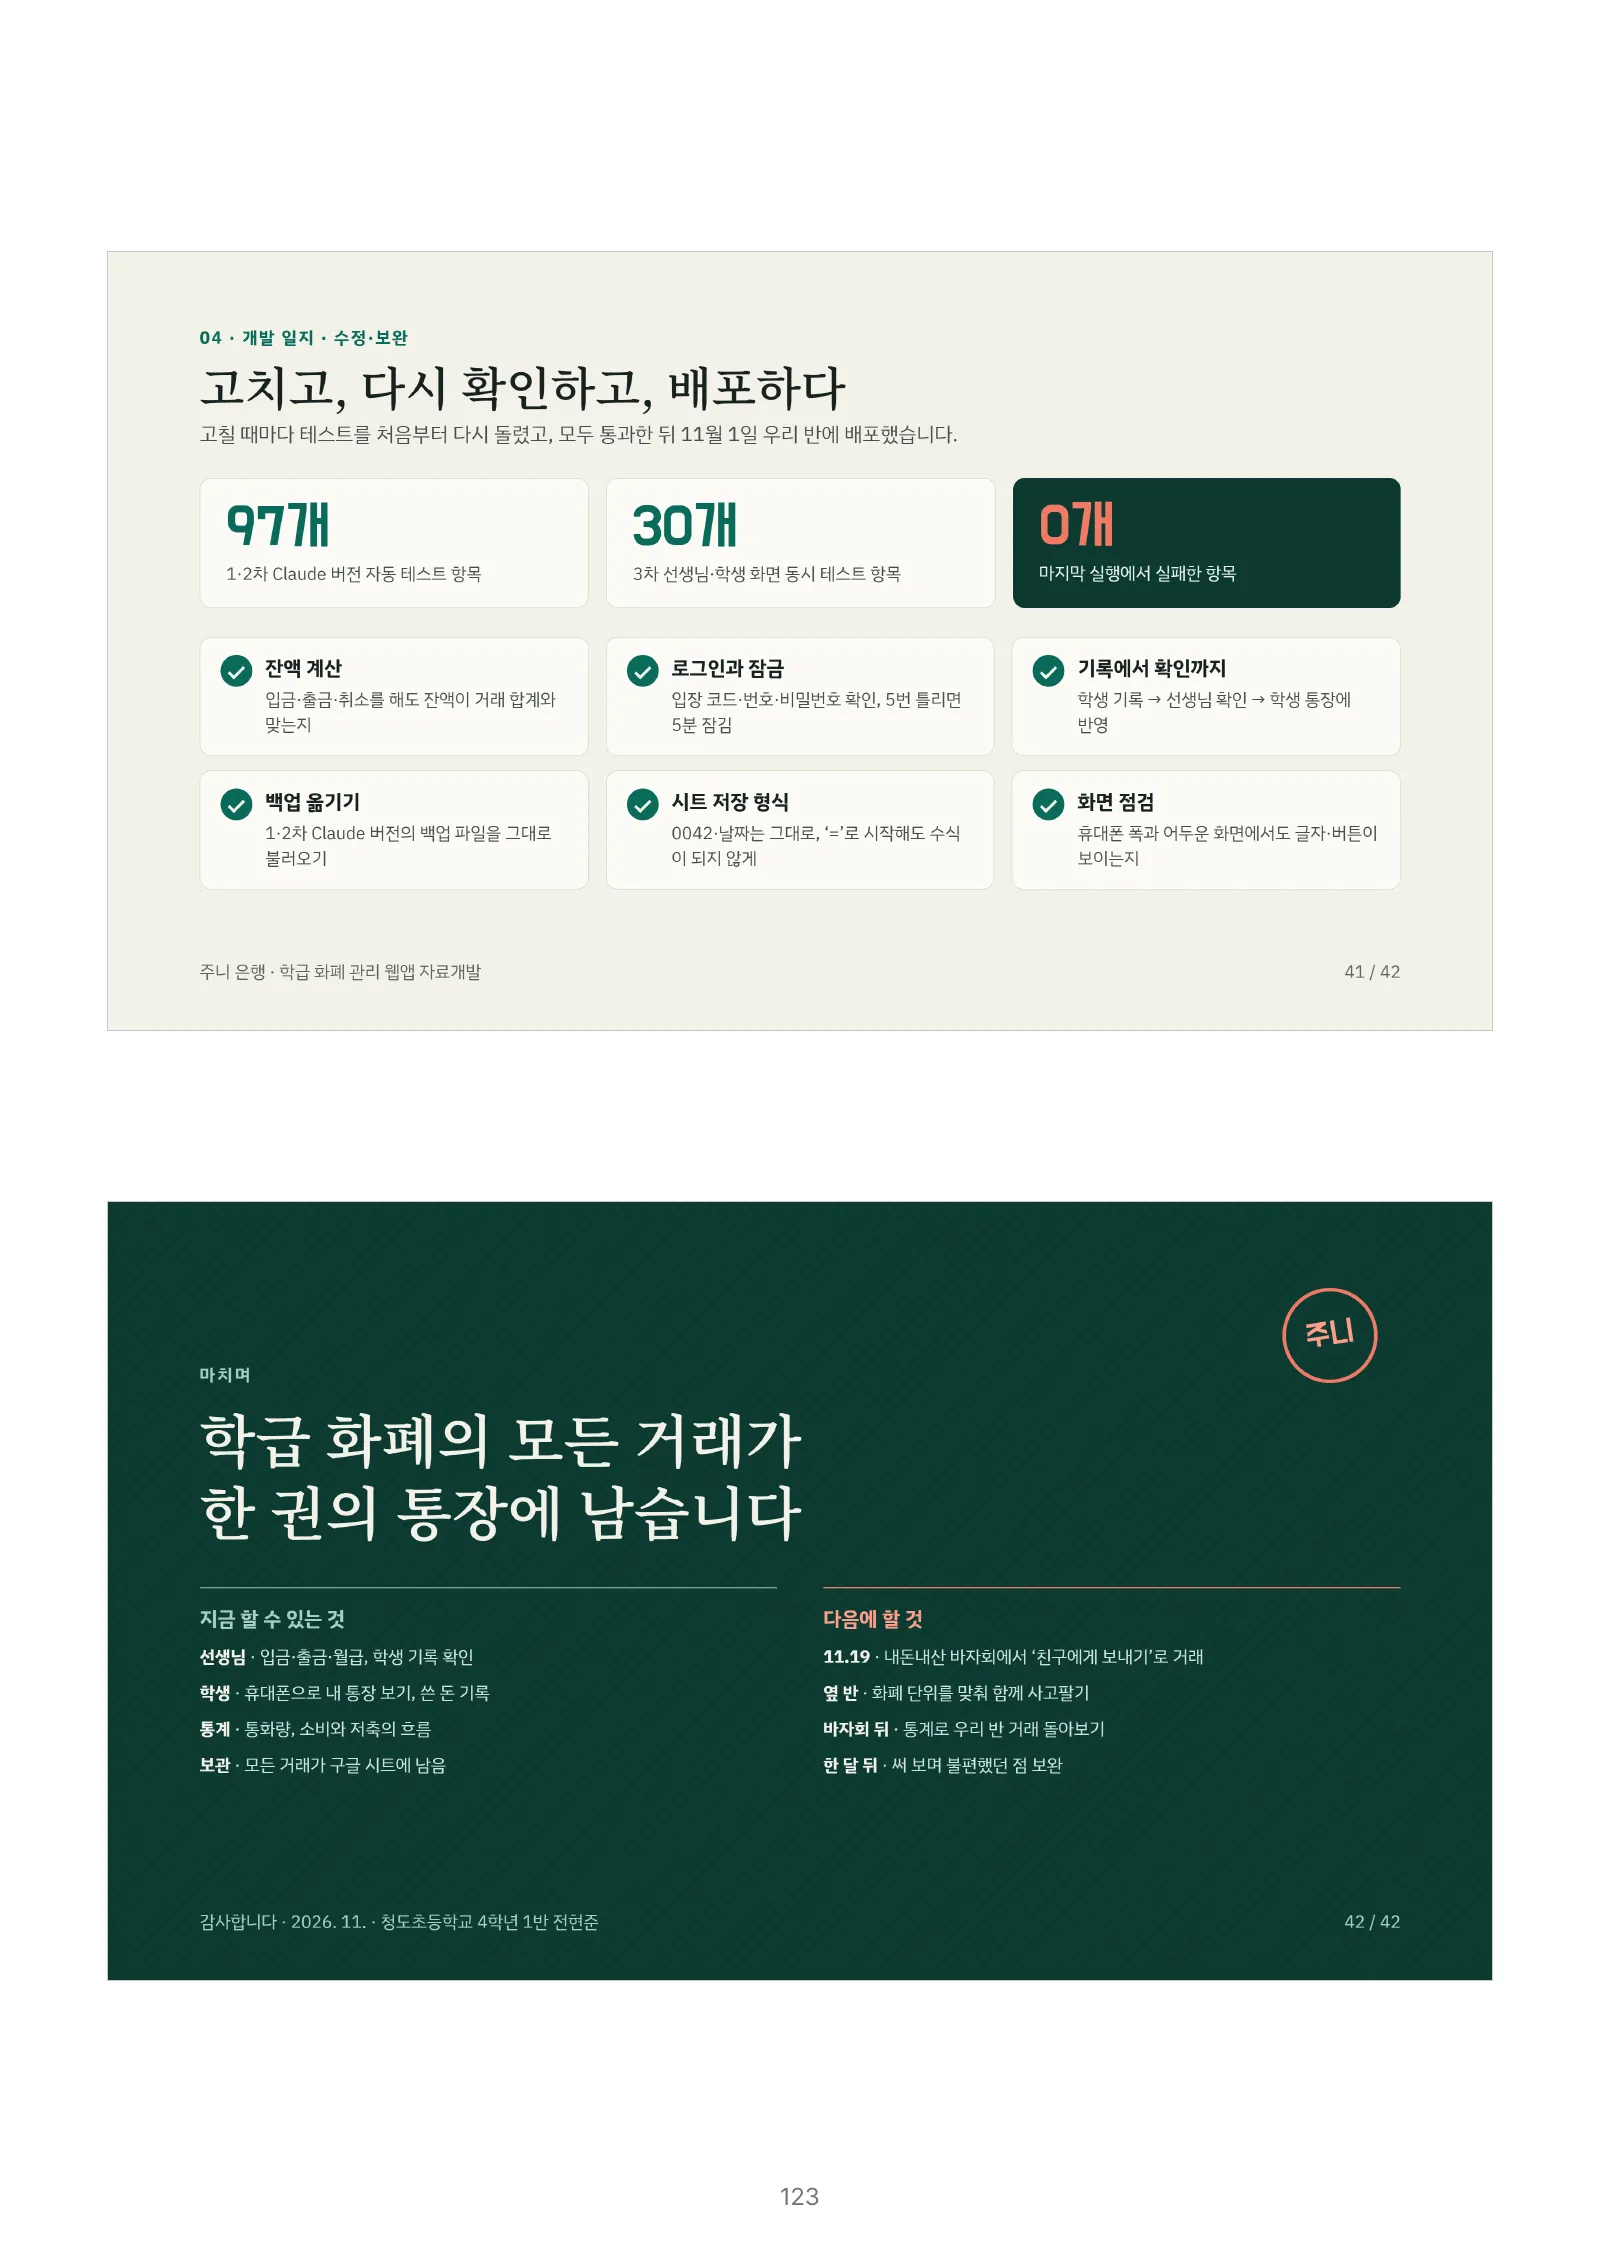 04 · 개발 일지 · 수정·보완
고치고, 다시 확인하고, 배포하다
고칠 때마다 테스트를 처음부터 다시 돌렸고, 모두 통과한 뒤 11월 1일 우리 반에 배포했습니다.
97개
1·2차 Claude 버전 자동 테스트 항목
30개
3차 선생님·학생 화면 동시 테스트 항목
0개
마지막 실행에서 실패한 항목
잔액 계산
입금·출금·취소를 해도 잔액이 거래 합계와
맞는지
로그인과 잠금
입장 코드·번호·비밀번호 확인, 5번 틀리면
5분 잠김
기록에서 확인까지
학생 기록 → 선생님 확인 → 학생 통장에
반영
백업 옮기기
1·2차 Claude 버전의 백업 파일을 그대로
불러오기
시트 저장 형식
0042·날짜는 그대로, ‘=’로 시작해도 수식
이 되지 않게
화면 점검
휴대폰 폭과 어두운 화면에서도 글자·버튼이
보이는지
주니 은행 · 학급 화폐 관리 웹앱 자료개발
41 / 42
주니
마치며
학급 화폐의 모든 거래가
한 권의 통장에 남습니다
지금 할 수 있는 것
선생님 · 입금·출금·월급, 학생 기록 확인
학생 · 휴대폰으로 내 통장 보기, 쓴 돈 기록
통계 · 통화량, 소비와 저축의 흐름
보관 · 모든 거래가 구글 시트에 남음
다음에 할 것
11.19 · 내돈내산 바자회에서 ‘친구에게 보내기’로 거래
옆 반 · 화폐 단위를 맞춰 함께 사고팔기
바자회 뒤 · 통계로 우리 반 거래 돌아보기
한 달 뒤 · 써 보며 불편했던 점 보완
감사합니다 · 2026. 11. · 청도초등학교 4학년 1반 전현준
42 / 42
123